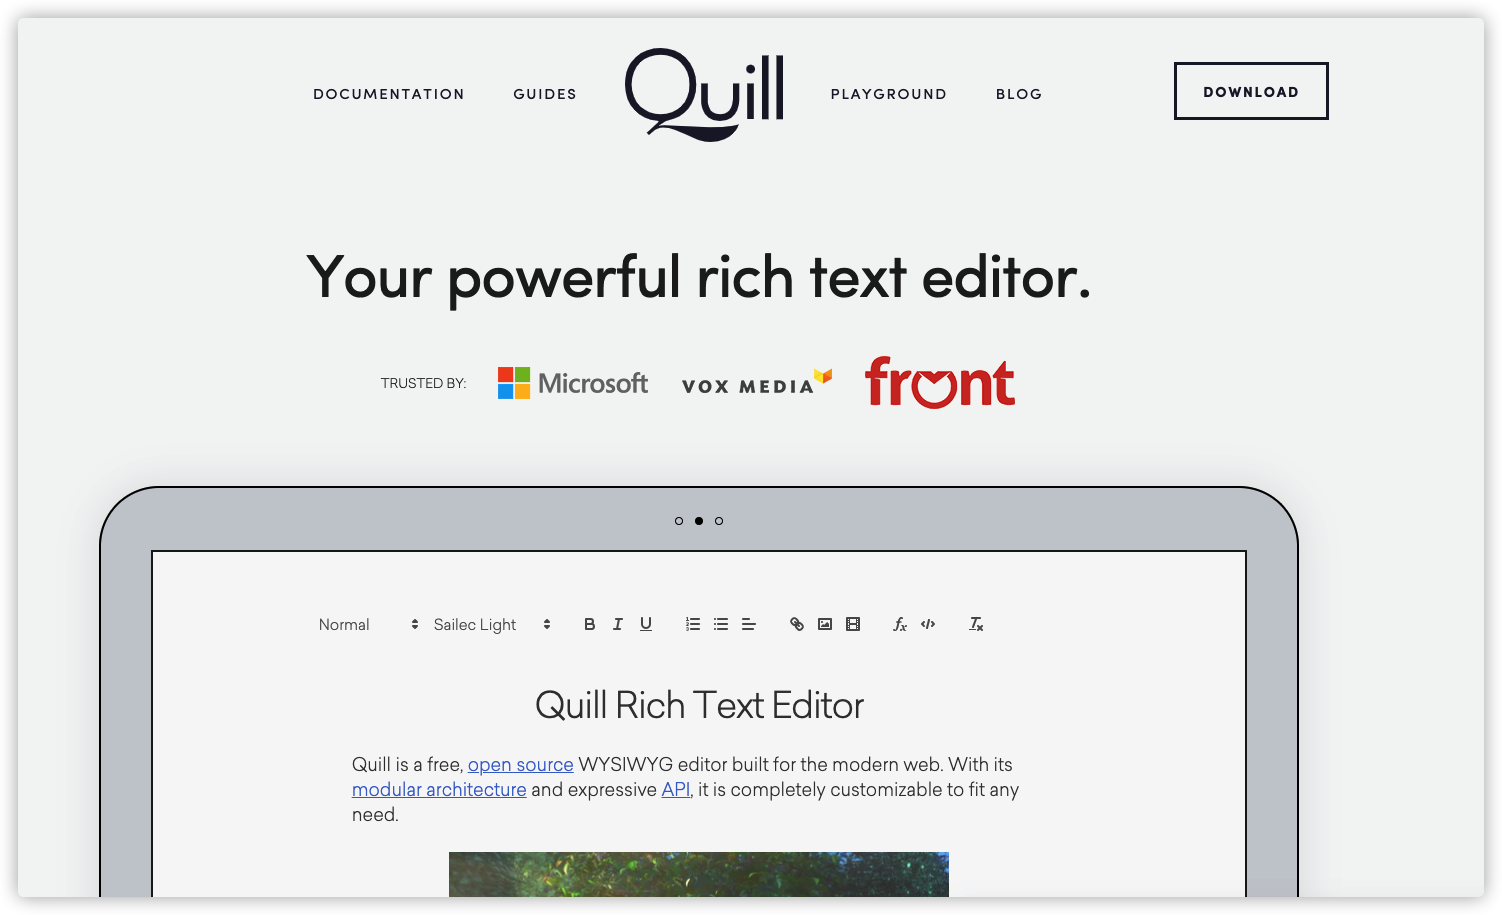 DOCUMENTATION
GUIDES
Quill
PLAYGROUND
BLOG
DOWNLOAD
Your powerful rich text editor.
TRUSTED BY:
Microsoft
VOX MEDIA
front
Normal
Sailec Light
B I U
fx
Tx
Quill Rich Text Editor
Quill is a free, open source WYSIWYG editor built for the modern web. With its
modular architecture and expressive API, it is completely customizable to fit any
need.